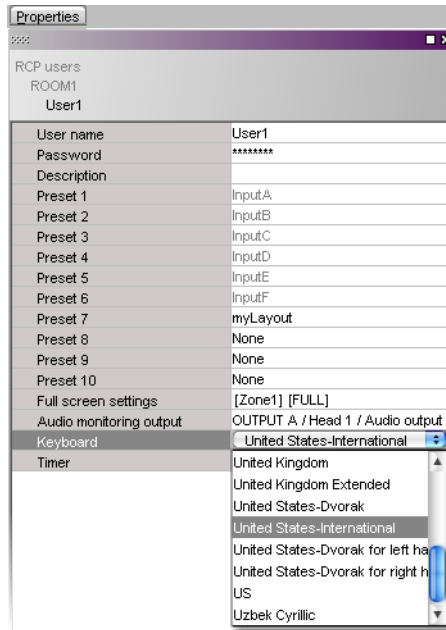 Properties
RCP users
ROOM1
User1
User name User1
Password ********
Description
Preset 1 InputA
Preset 2 InputB
Preset 3 InputC
Preset 4 InputD
Preset 5 InputE
Preset 6 InputF
Preset 7 myLayout
Preset 8 None
Preset 9 None
Preset 10 None
Full screen settings [Zone1] [FULL]
Audio monitoring output OUTPUT A / Head 1 / Audio output
Keyboard United States-International
Timer
United Kingdom
United Kingdom Extended
United States-Dvorak
United States-International
United States-Dvorak for left ha
United States-Dvorak for right h
US
Uzbek Cyrillic